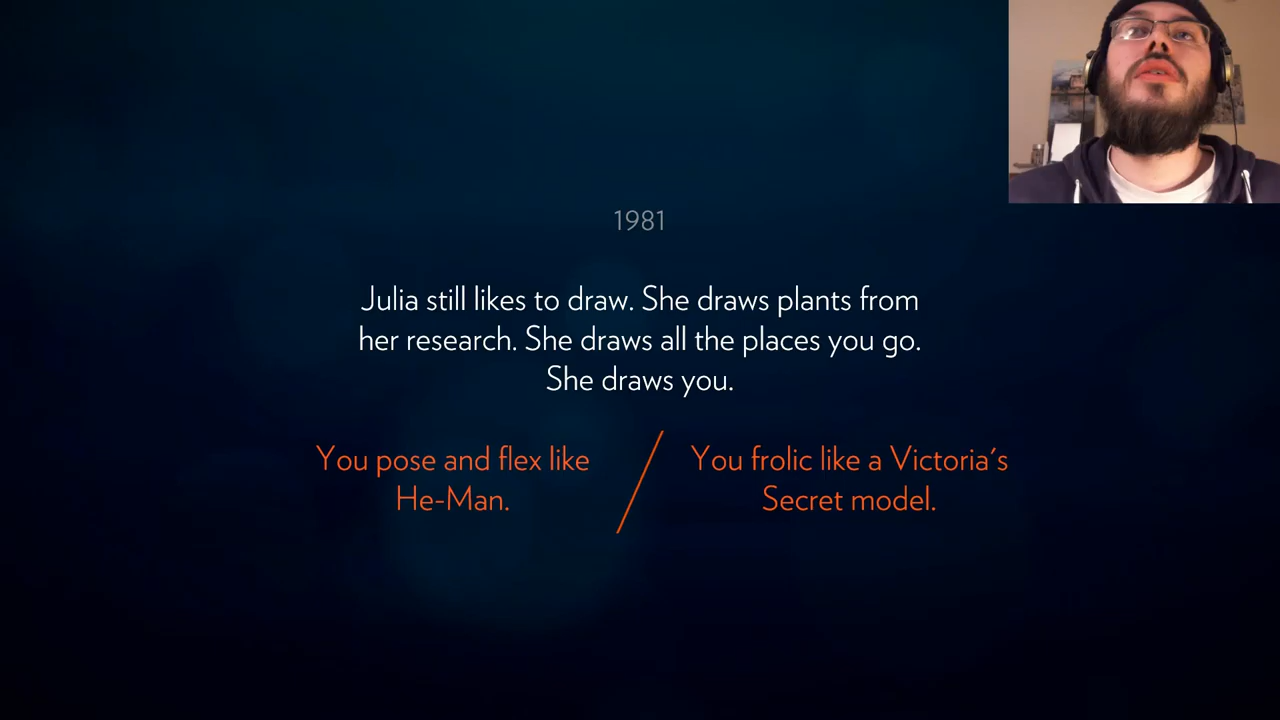 1981
Julia still likes to draw. She draws plants from
her research. She draws all the places you go.
She draws you.
You pose and flex like
He-Man.
You frolic like a Victoria's
Secret model.